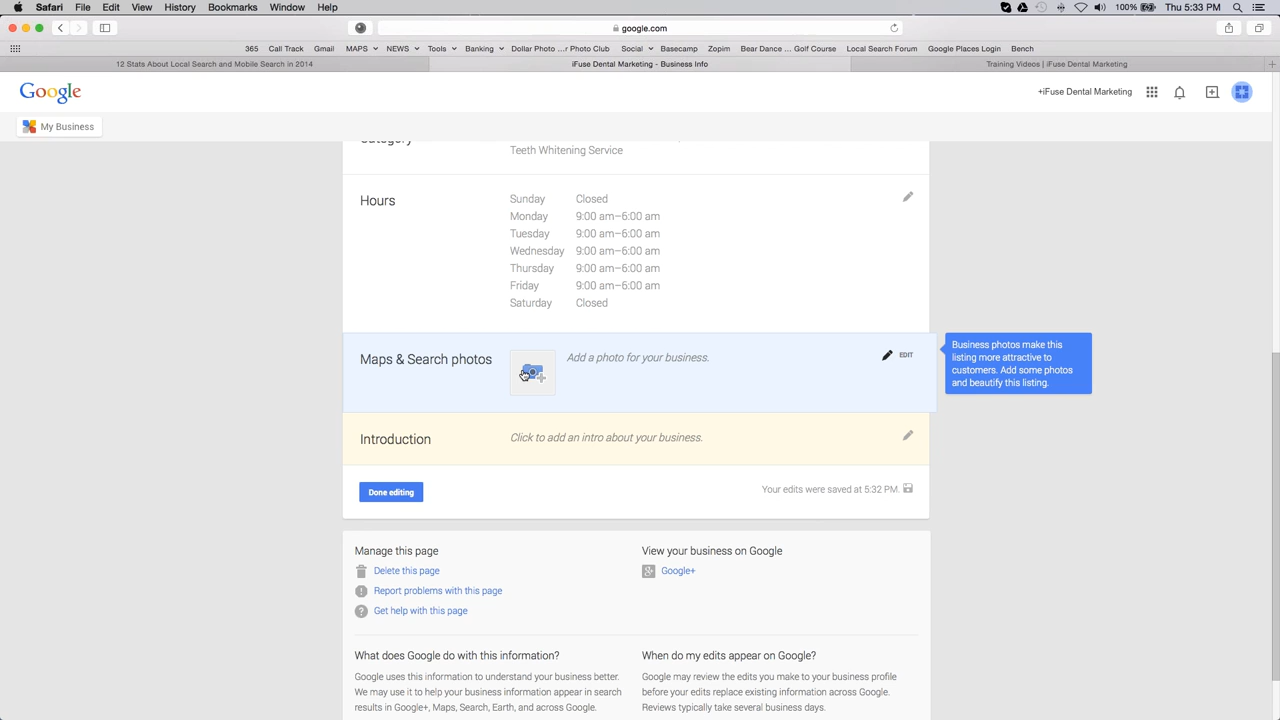 Safari File Edit View History Bookmarks Window Help
100% Thu 5:33 PM
google.com
365 Call Track Gmail MAPS NEWS Tools Banking Dollar Photo ...r Photo Club Social Basecamp Zopim Bear Dance ... Golf Course Local Search Forum Google Places Login Bench
12 Stats About Local Search and Mobile Search in 2014
iFuse Dental Marketing - Business Info
Training Videos | iFuse Dental Marketing
Google
+iFuse Dental Marketing
My Business
Category
Teeth Whitening Service
Hours
Sunday Closed
Monday 9:00 am–6:00 am
Tuesday 9:00 am–6:00 am
Wednesday 9:00 am–6:00 am
Thursday 9:00 am–6:00 am
Friday 9:00 am–6:00 am
Saturday Closed
Maps & Search photos
Add a photo for your business.
EDIT
Business photos make this
listing more attractive to
customers. Add some photos
and beautify this listing.
Introduction
Click to add an intro about your business.
Done editing
Your edits were saved at 5:32 PM.
Manage this page
Delete this page
Report problems with this page
Get help with this page
View your business on Google
Google+
What does Google do with this information?
Google uses this information to understand your business better.
We may use it to help your business information appear in search
results in Google+, Maps, Search, Earth, and across Google.
When do my edits appear on Google?
Google may review the edits you make to your business profile
before your edits replace existing information across Google.
Reviews typically take several business days.